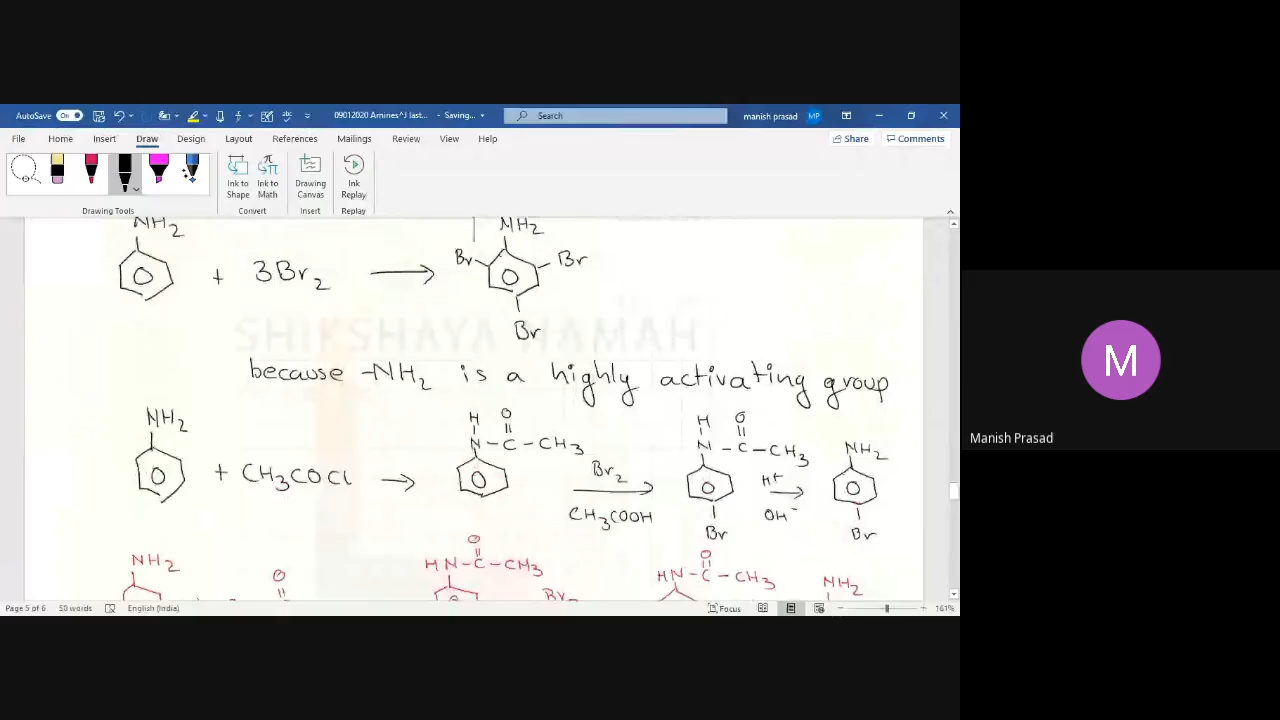 AutoSave On 09012020 Amines^J last... - Saving... Search manish prasad MP
File Home Insert Draw Design Layout References Mailings Review View Help Share Comments
Ink to Shape Ink to Math Drawing Canvas Ink Replay
Drawing Tools Convert Insert Replay
NH2 NH2
Br Br
+ 3Br2 ⟶
Br
SHIKSHAYA NAMAH
because -NH2 is a highly activating group
NH2 H O H O
N - C - CH3 N - C - CH3 NH2
+ CH3COCl → Br2 H+ →
CH3COOH OH-
Br Br
NH2 O HN - C - CH3 O HN - C - CH3 NH2
O Br
M
Manish Prasad
Page 5 of 6 50 words English (India) Focus 161%